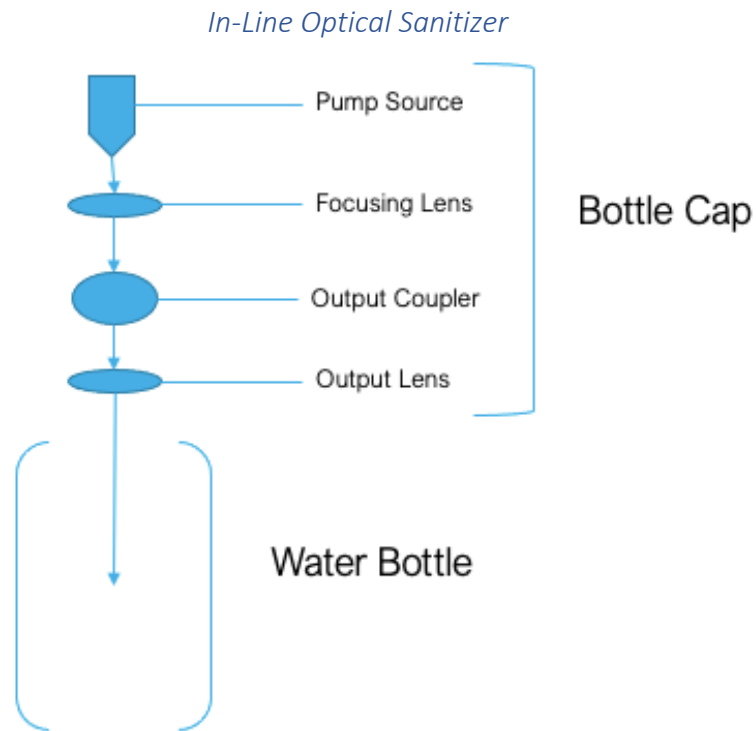 In-Line Optical Sanitizer
Pump Source
Focusing Lens
Bottle Cap
Output Coupler
Output Lens
Water Bottle